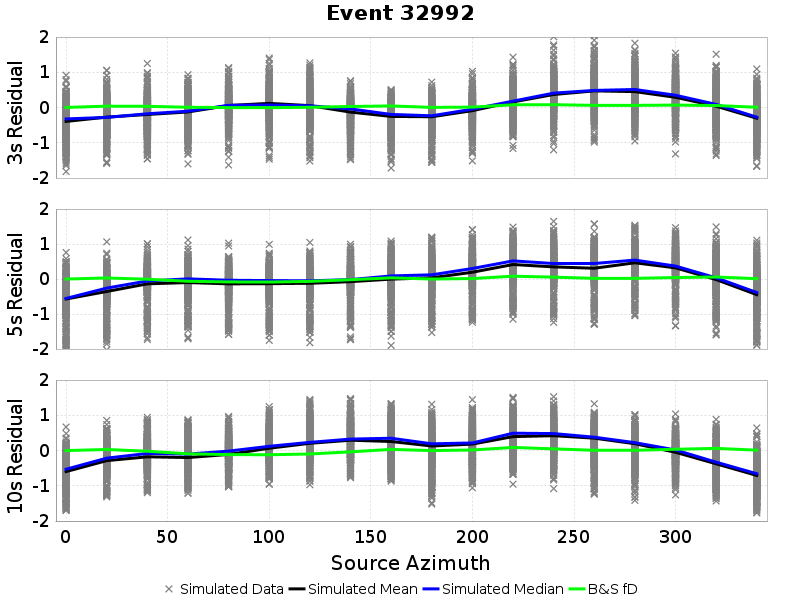 Event 32992
3s Residual
2
1
0
-1
-2
5s Residual
2
1
0
-1
-2
10s Residual
2
1
0
-1
-2
0 50 100 150 200 250 300
Source Azimuth
Simulated Data Simulated Mean Simulated Median B&S fD